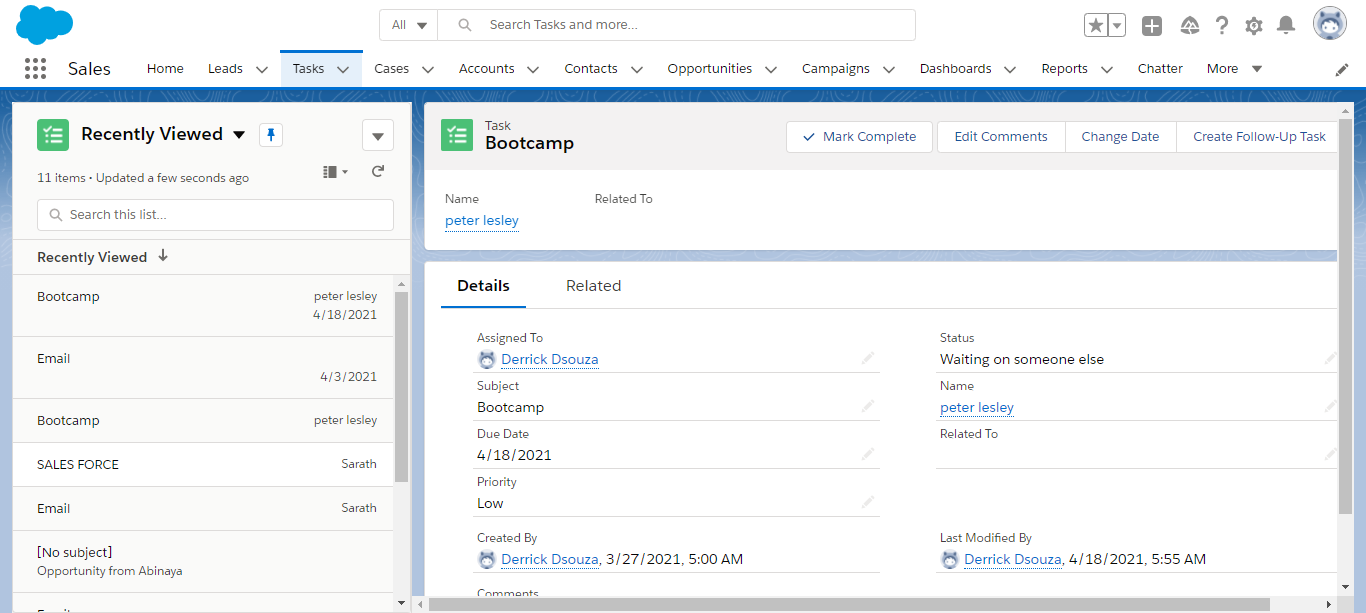 All
Search Tasks and more...
Sales
Home
Leads
Tasks
Cases
Accounts
Contacts
Opportunities
Campaigns
Dashboards
Reports
Chatter
More
Recently Viewed
11 items • Updated a few seconds ago
Search this list...
Recently Viewed
Bootcamp
peter lesley
4/18/2021
Email
4/3/2021
Bootcamp
peter lesley
SALES FORCE
Sarath
Email
Sarath
[No subject]
Opportunity from Abinaya
Task
Bootcamp
Mark Complete
Edit Comments
Change Date
Create Follow-Up Task
Name
peter lesley
Related To
Details
Related
Assigned To
Derrick Dsouza
Status
Waiting on someone else
Subject
Bootcamp
Name
peter lesley
Due Date
4/18/2021
Related To
Priority
Low
Created By
Derrick Dsouza, 3/27/2021, 5:00 AM
Last Modified By
Derrick Dsouza, 4/18/2021, 5:55 AM
Comments